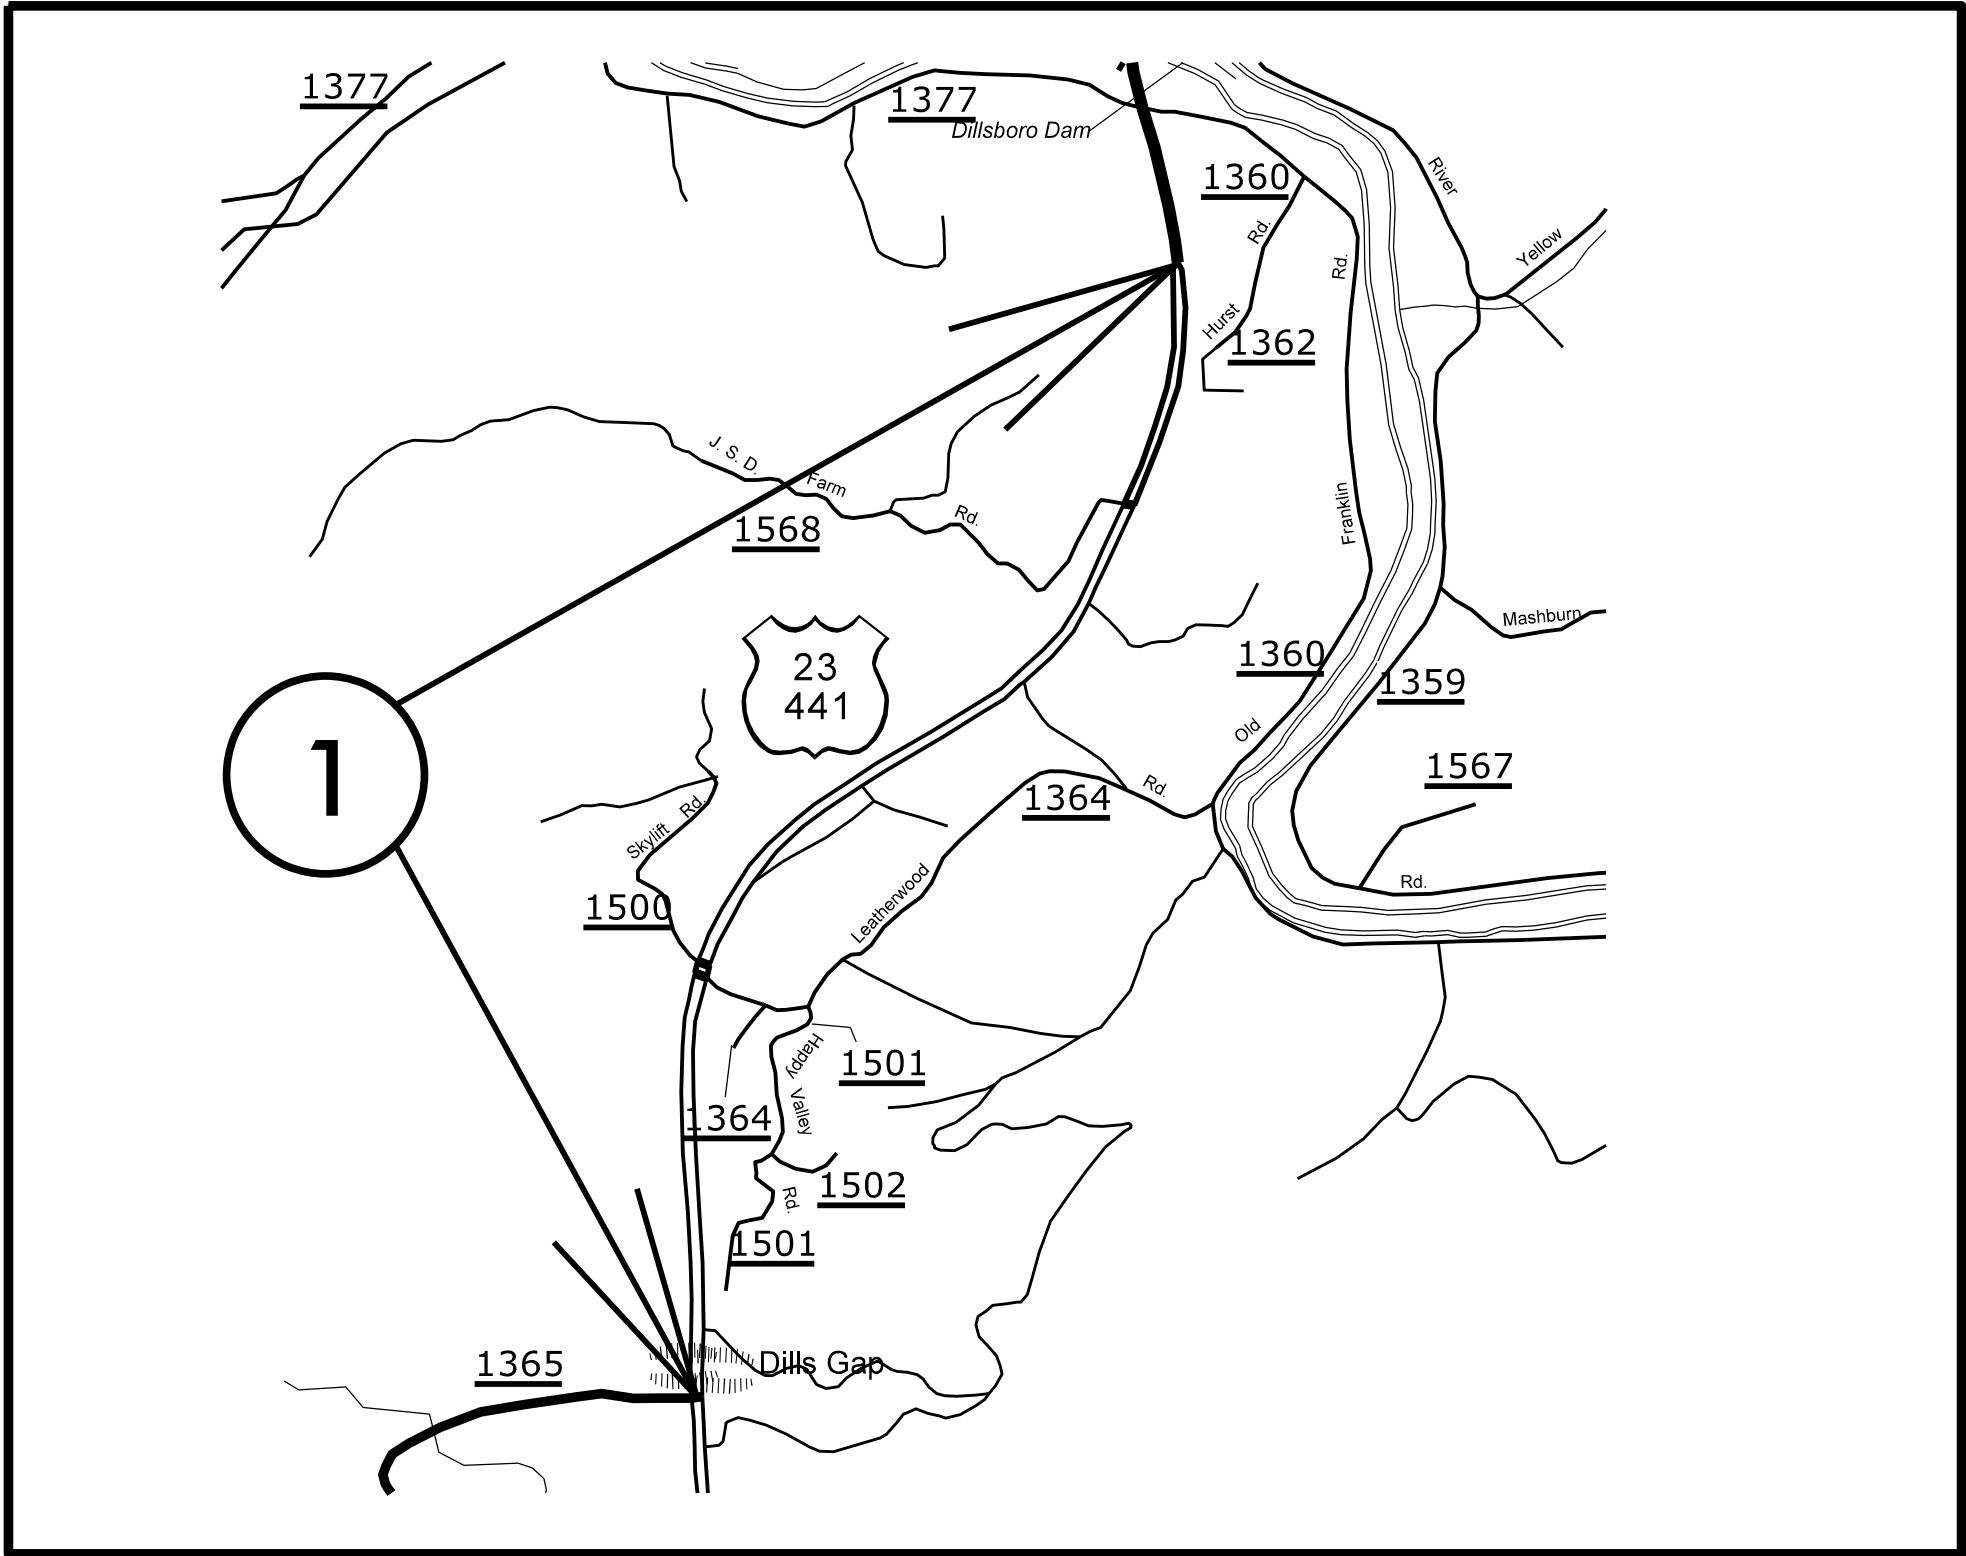 1377
1377
Dillsboro Dam
River
1360
Rd.
Yellow
Rd.
Hurst
1362
J. S. D.
Farm
Rd.
Franklin
1568
Mashburn
23
441
1360
1359
Old
1567
1
Rd.
1364
Skylift Rd.
Rd.
Leatherwood
1500
Happy
1501
Valley
1364
1502
Rd.
1501
Dills Gap
1365